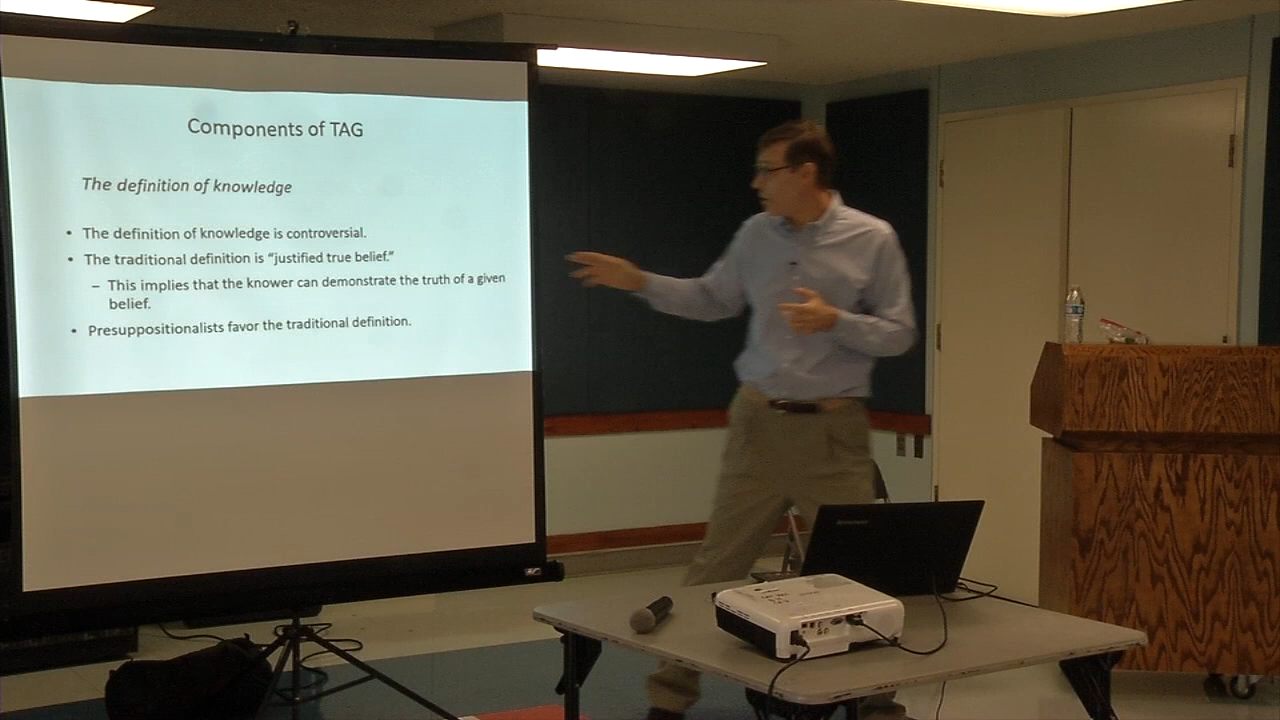 Components of TAG
The definition of knowledge
• The definition of knowledge is controversial.
• The traditional definition is “justified true belief.”
– This implies that the knower can demonstrate the truth of a given
belief.
• Presuppositionalists favor the traditional definition.